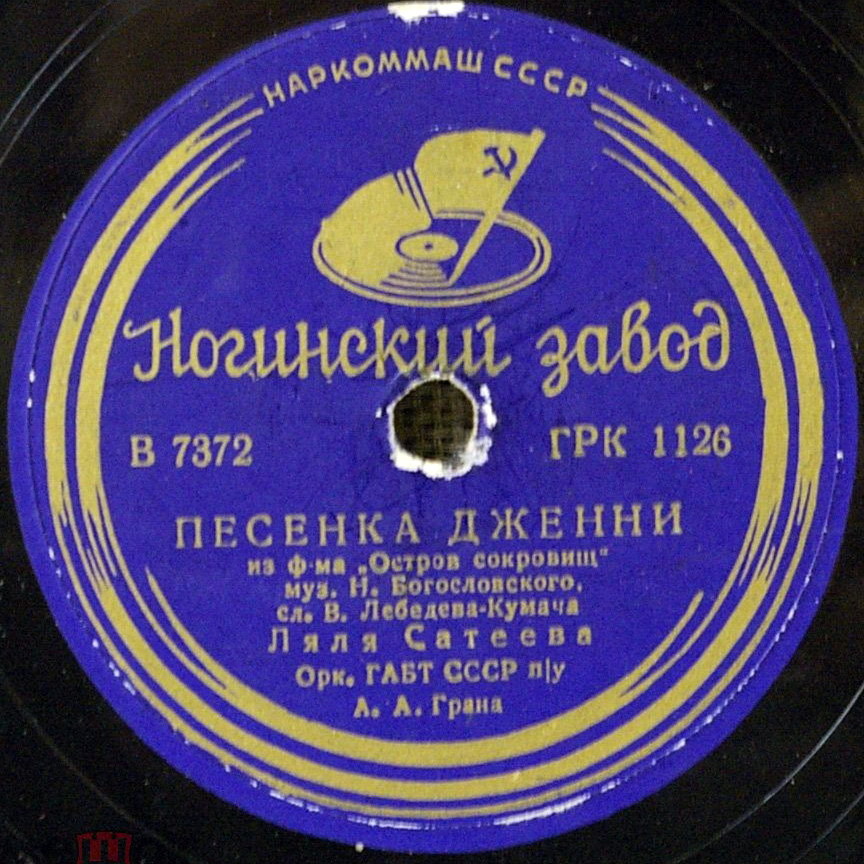 НАРКОММАШ СССР
Ногинский завод
В 7372 ГРК 1126
ПЕСЕНКА ДЖЕННИ
из ф-ма „Остров сокровищ“
муз. Н. Богословского,
сл. В. Лебедева-Кумача
Ляля Сатеева
Орк. ГАБТ СССР п/у
А. А. Грана